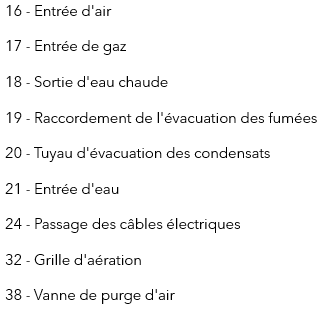 16 - Entrée d'air
17 - Entrée de gaz
18 - Sortie d'eau chaude
19 - Raccordement de l'évacuation des fumées
20 - Tuyau d'évacuation des condensats
21 - Entrée d'eau
24 - Passage des câbles électriques
32 - Grille d'aération
38 - Vanne de purge d'air